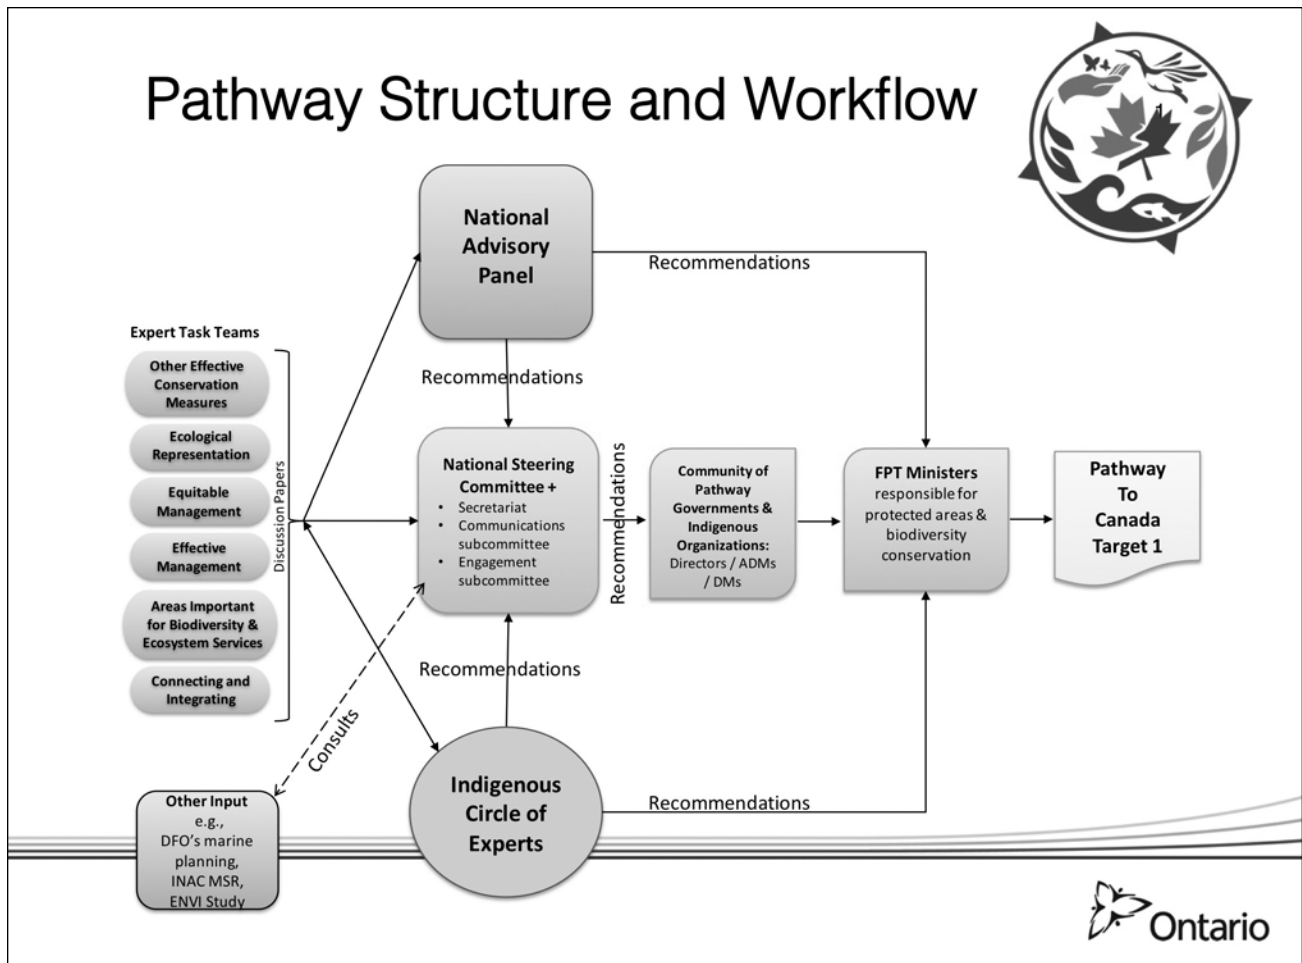 Pathway Structure and Workflow
1
National
Advisory
Panel
Recommendations
Recommendations
Expert Task Teams
Other Effective
Conservation
Measures
Ecological
Representation
Equitable
Management
Effective
Management
Areas Important
for Biodiversity &
Ecosystem Services
Connecting and
Integrating
Discussion Papers
National Steering
Committee +
• Secretariat
• Communications
subcommittee
• Engagement
subcommittee
Recommendations
Community of
Pathway
Governments &
Indigenous
Organizations:
Directors / ADMs
/ DMs
FPT Ministers
responsible for
protected areas &
biodiversity
conservation
Pathway
To
Canada
Target 1
Recommendations
Consults
Indigenous
Circle of
Experts
Recommendations
Other Input
e.g.,
DFO's marine
planning,
INAC MSR,
ENVI Study
Ontario